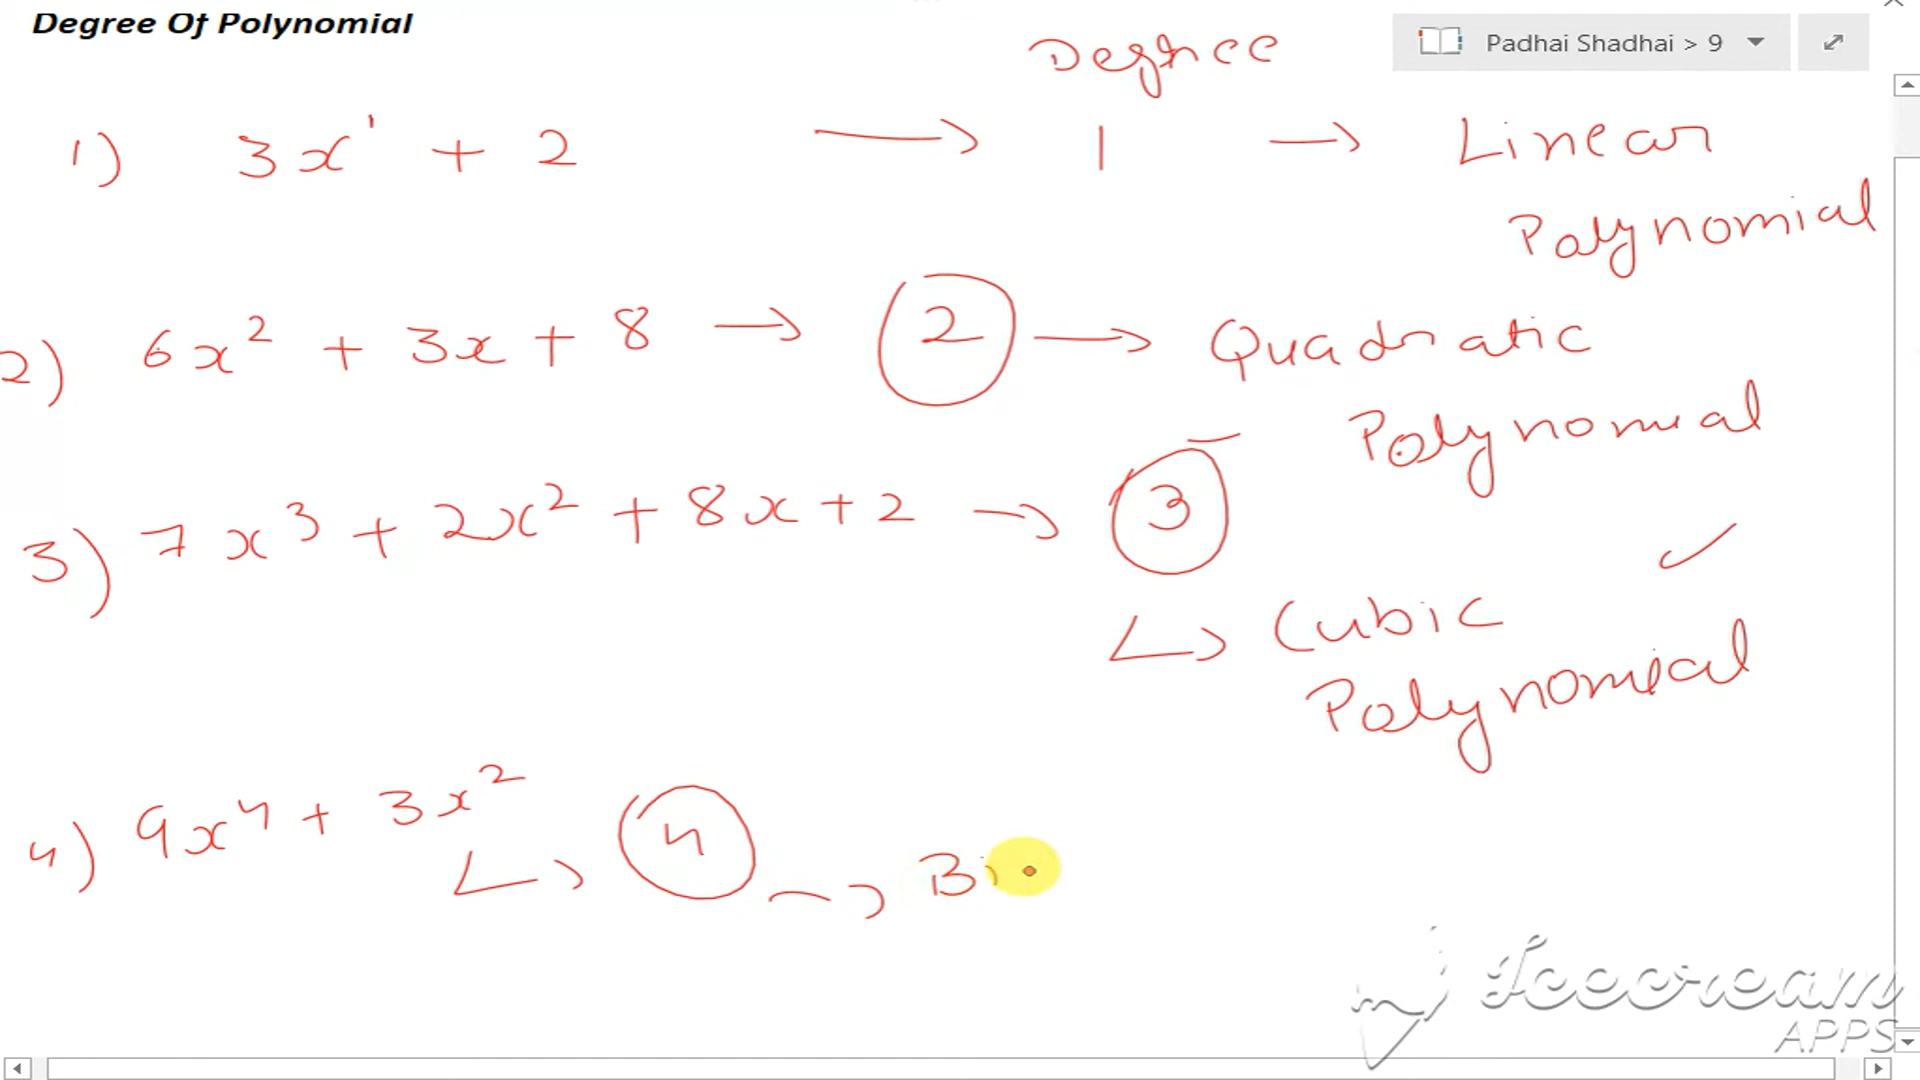 Degree Of Polynomial
Padhai Shadhai > 9
Degree
1) 3x¹ + 2 → 1 → Linear
Polynomial
2) 6x² + 3x + 8 → 2 → Quadratic
Polynomial
3) 7x³ + 2x² + 8x + 2 → 3
↳ Cubic
Polynomial
4) 9x⁴ + 3x²
↳ 4 → Bi
Icecream
APPS